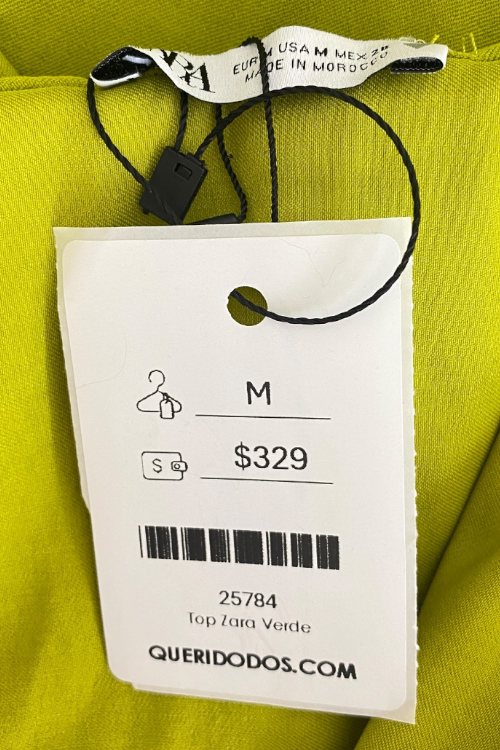 EUR M USA M MEX 28
MADE IN MOROCCO
M
S
$329
25784
Top Zara Verde
QUERIDODOS.COM